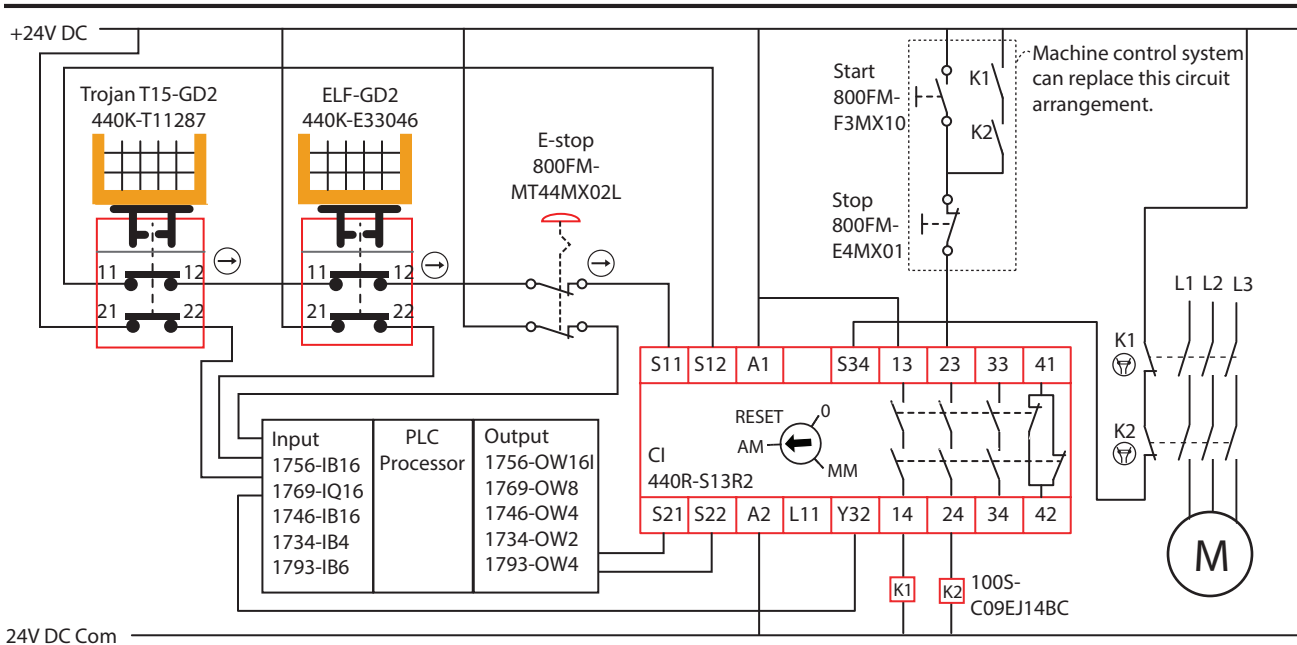 +24V DC
Trojan T15-GD2
440K-T11287
ELF-GD2
440K-E33046
E-stop
800FM-
MT44MX02L
Start
800FM-
F3MX10
K1
K2
Machine control system
can replace this circuit
arrangement.
Stop
800FM-
E4MX01
11 12
21 22
11 12
21 22
L1 L2 L3
K1
K2
M
S11 S12 A1 S34 13 23 33 41
RESET 0
AM
MM
CI
440R-S13R2
S21 S22 A2 L11 Y32 14 24 34 42
Input
1756-IB16
1769-IQ16
1746-IB16
1734-IB4
1793-IB6
PLC
Processor
Output
1756-OW16I
1769-OW8
1746-OW4
1734-OW2
1793-OW4
K1
K2
100S-
C09EJ14BC
24V DC Com